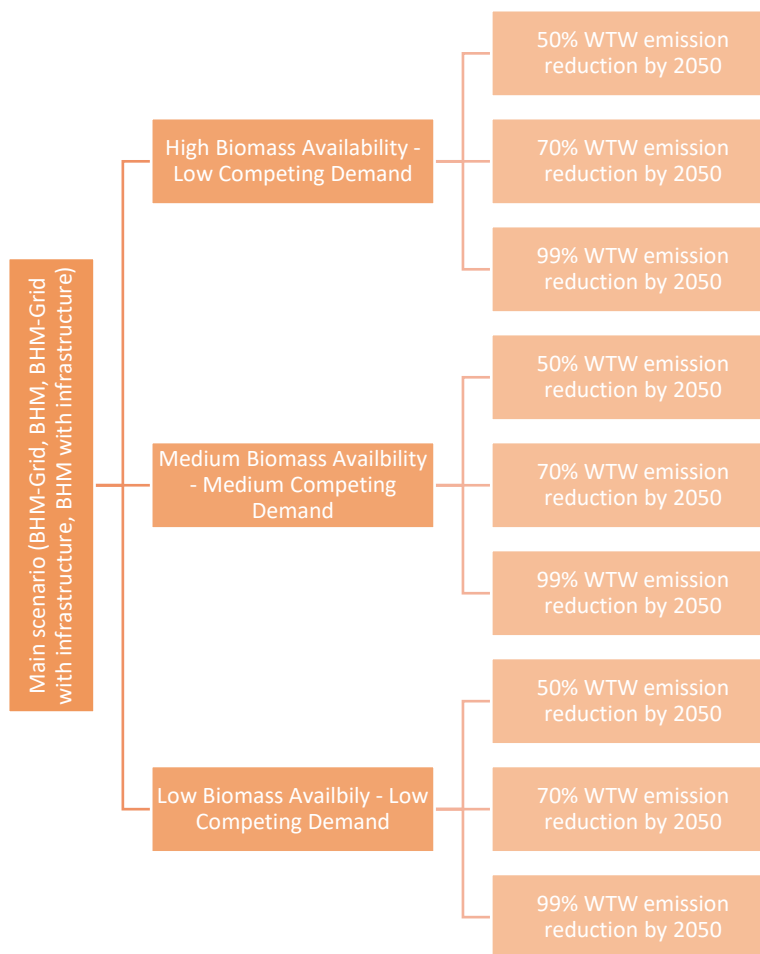 Main scenario (BHM-Grid, BHM, BHM-Grid
with infrastructure, BHM with infrastructure)
High Biomass Availability -
Low Competing Demand
50% WTW emission
reduction by 2050
70% WTW emission
reduction by 2050
99% WTW emission
reduction by 2050
Medium Biomass Availbility
- Medium Competing
Demand
50% WTW emission
reduction by 2050
70% WTW emission
reduction by 2050
99% WTW emission
reduction by 2050
Low Biomass Availbily - Low
Competing Demand
50% WTW emission
reduction by 2050
70% WTW emission
reduction by 2050
99% WTW emission
reduction by 2050